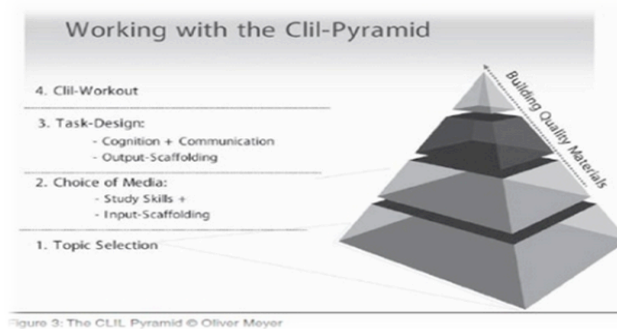 Working with the Clil-Pyramid
4. Clil-Workout
3. Task-Design:
- Cognition + Communication
- Output-Scaffolding
2. Choice of Media:
- Study Skills +
- Input-Scaffolding
1. Topic Selection
Building Quality Materials
Figure 3: The CLIL Pyramid © Oliver Meyer